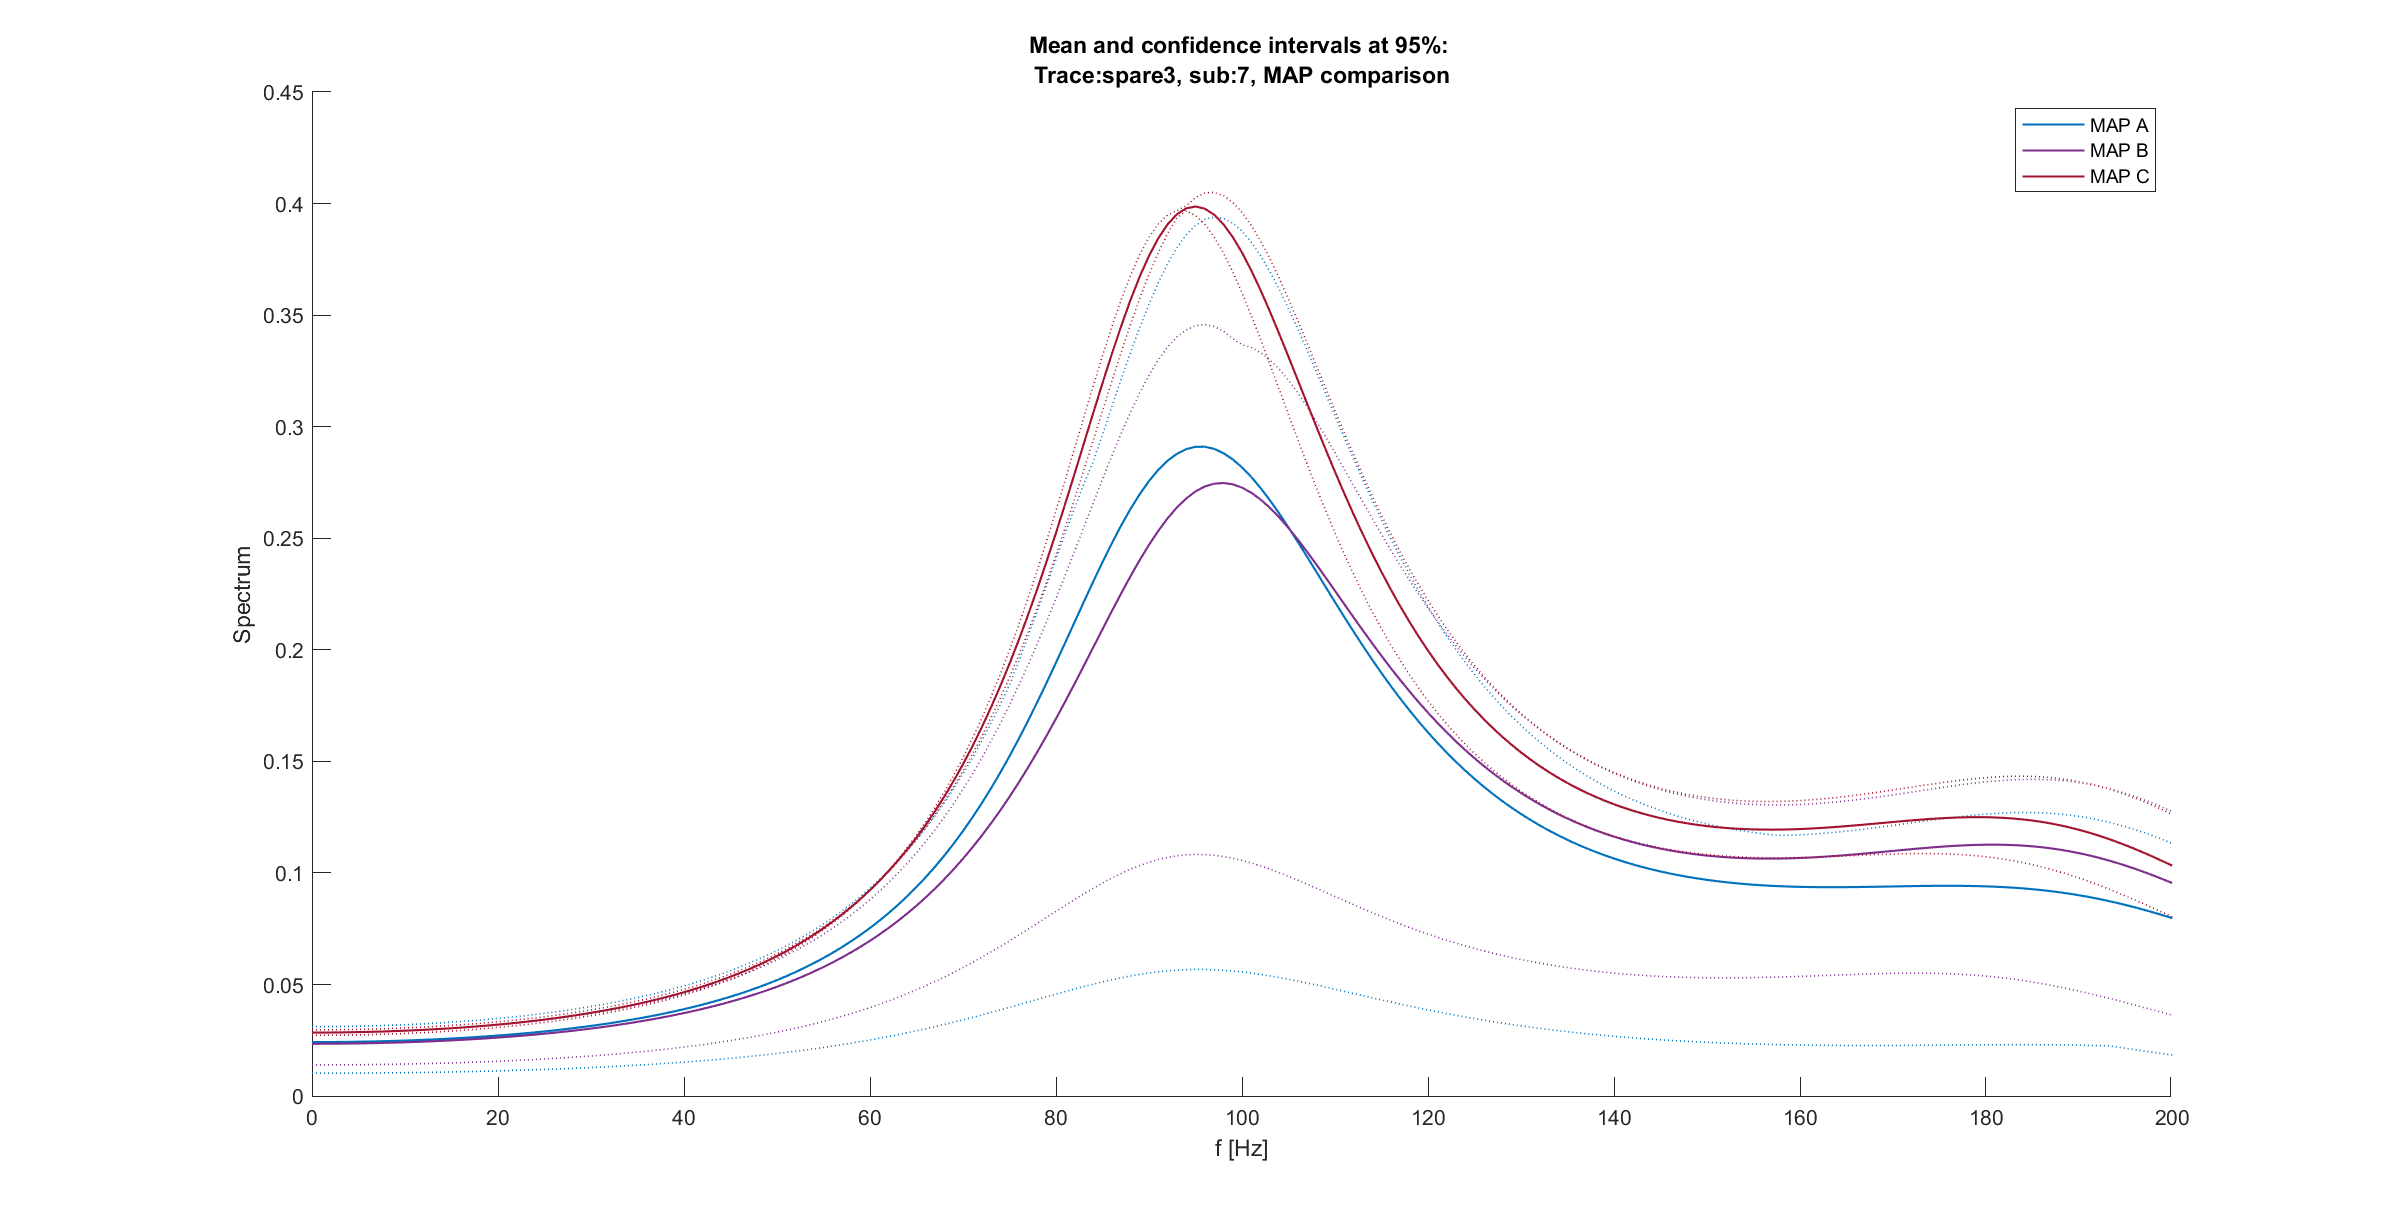 Mean and confidence intervals at 95%:
Trace:spare3, sub:7, MAP comparison
MAP A
MAP B
MAP C
0.45
0.4
0.35
0.3
0.25
0.2
0.15
0.1
0.05
0
Spectrum
0 20 40 60 80 100 120 140 160 180 200
f [Hz]